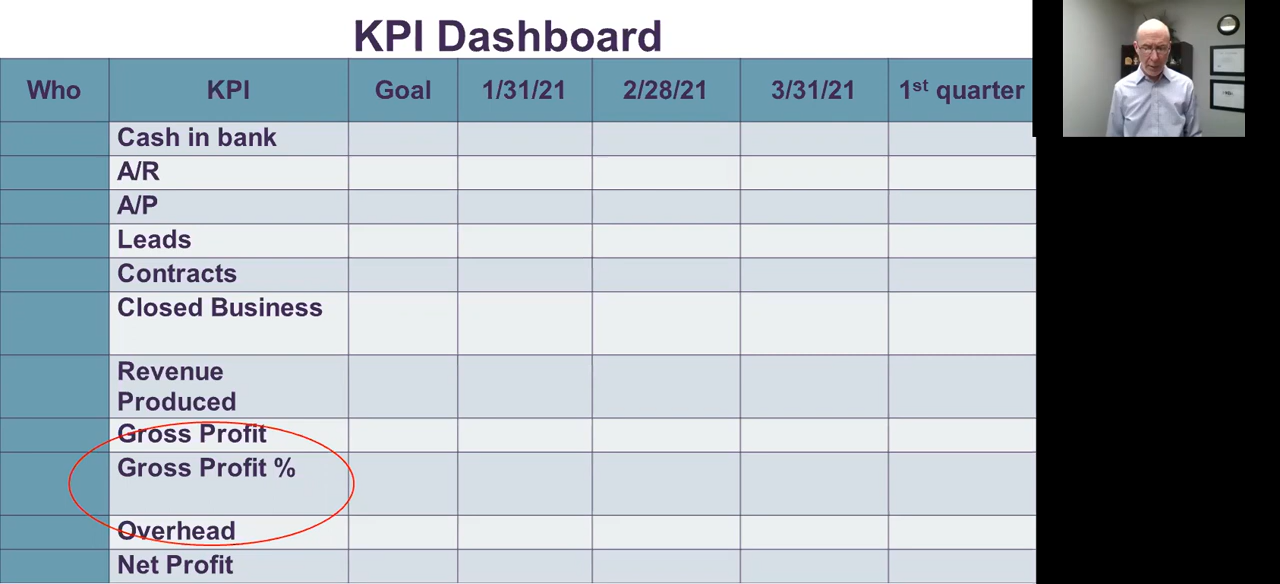 KPI Dashboard
Who KPI Goal 1/31/21 2/28/21 3/31/21 1st quarter
Cash in bank
A/R
A/P
Leads
Contracts
Closed Business
Revenue
Produced
Gross Profit
Gross Profit %
Overhead
Net Profit